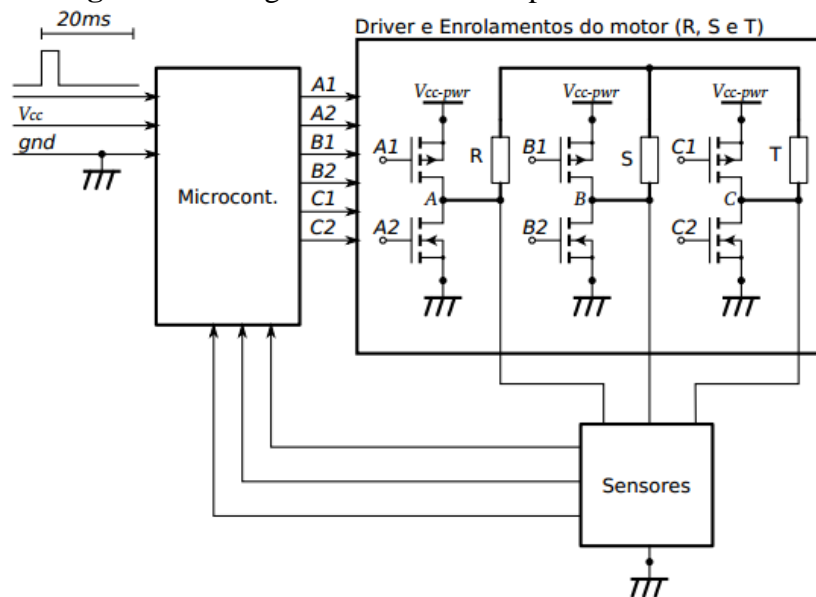 20ms
Driver e Enrolamentos do motor (R, S e T)
Vcc
gnd
Microcont.
A1
A2
B1
B2
C1
C2
Vcc-pwr
A1
A
A2
R
Vcc-pwr
B1
B
B2
S
Vcc-pwr
C1
C
C2
T
Sensores